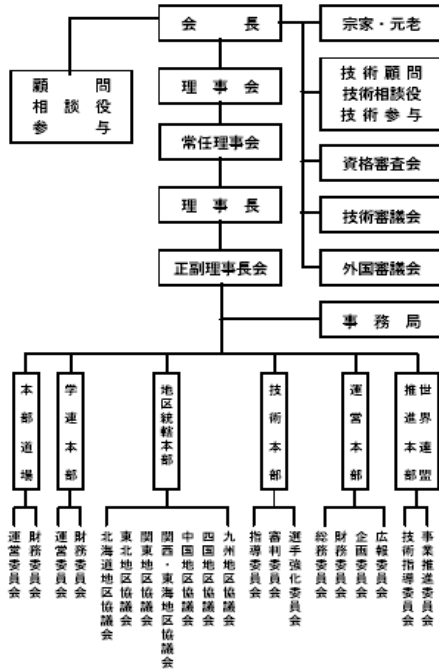 会長
宗家・元老
顧問
相談役
参与
理事会
技術顧問
技術相談役
技術参与
常任理事会
資格審査会
理事長
技術審議会
正副理事長会
外国審議会
事務局
本部道場
学連本部
地区統轄本部
技術本部
運営本部
世界連盟
推進本部
運営委員会
財務委員会
運営委員会
財務委員会
北海道地区協議会
東北地区協議会
関東地区協議会
関西・東海地区協議会
中国地区協議会
四国地区協議会
九州地区協議会
指導委員会
審判委員会
選手強化委員会
総務委員会
財務委員会
企画委員会
広報委員会
技術指導委員会
事業推進委員会